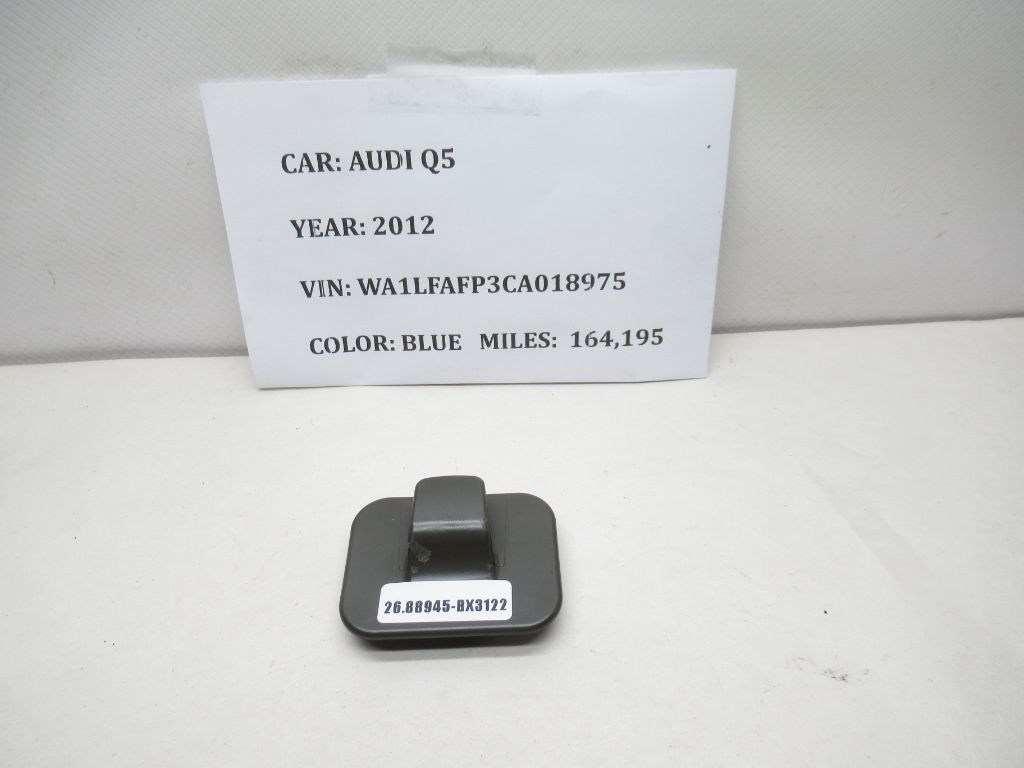 CAR: AUDI Q5
YEAR: 2012
VIN: WA1LFAFP3CA018975
COLOR: BLUE MILES: 164,195
26.88945-BX3122